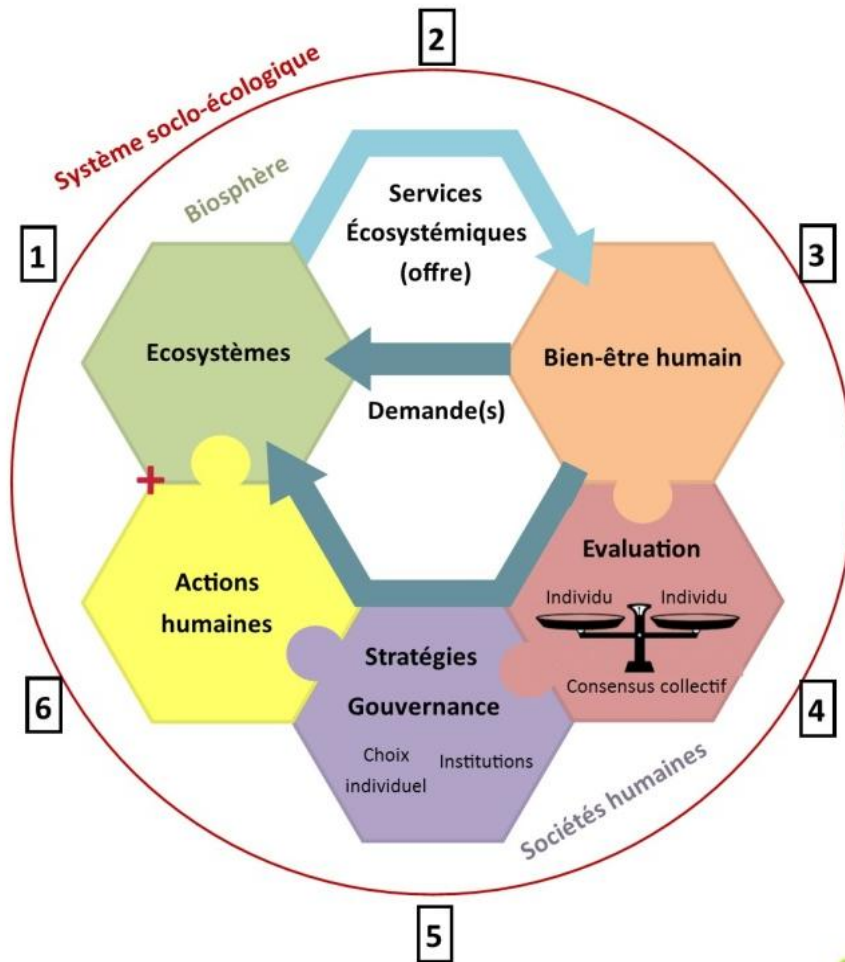 2
Système soclo-écologique
Biosphère
1
3
Services
Écosystémiques
(offre)
Ecosystèmes
Bien-être humain
Demande(s)
Evaluation
Individu
Individu
Consensus collectif
Actions
humaines
Stratégies
Gouvernance
Choix
individuel
Institutions
6
4
Sociétés humaines
5